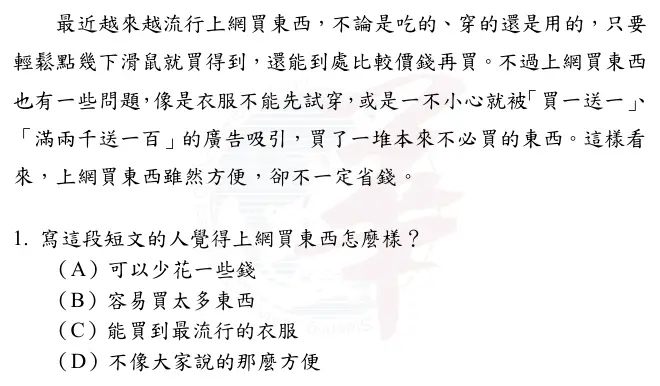 最近越來越流行上網買東西，不論是吃的、穿的還是用的，只要
輕鬆點幾下滑鼠就買得到，還能到處比較價錢再買。不過上網買東西
也有一些問題，像是衣服不能先試穿，或是一不小心就被「買一送一」、
「滿兩千送一百」的廣告吸引，買了一堆本來不必買的東西。這樣看
來，上網買東西雖然方便，卻不一定省錢。
1. 寫這段短文的人覺得上網買東西怎麼樣？
（A）可以少花一些錢
（B）容易買太多東西
（C）能買到最流行的衣服
（D）不像大家說的那麼方便